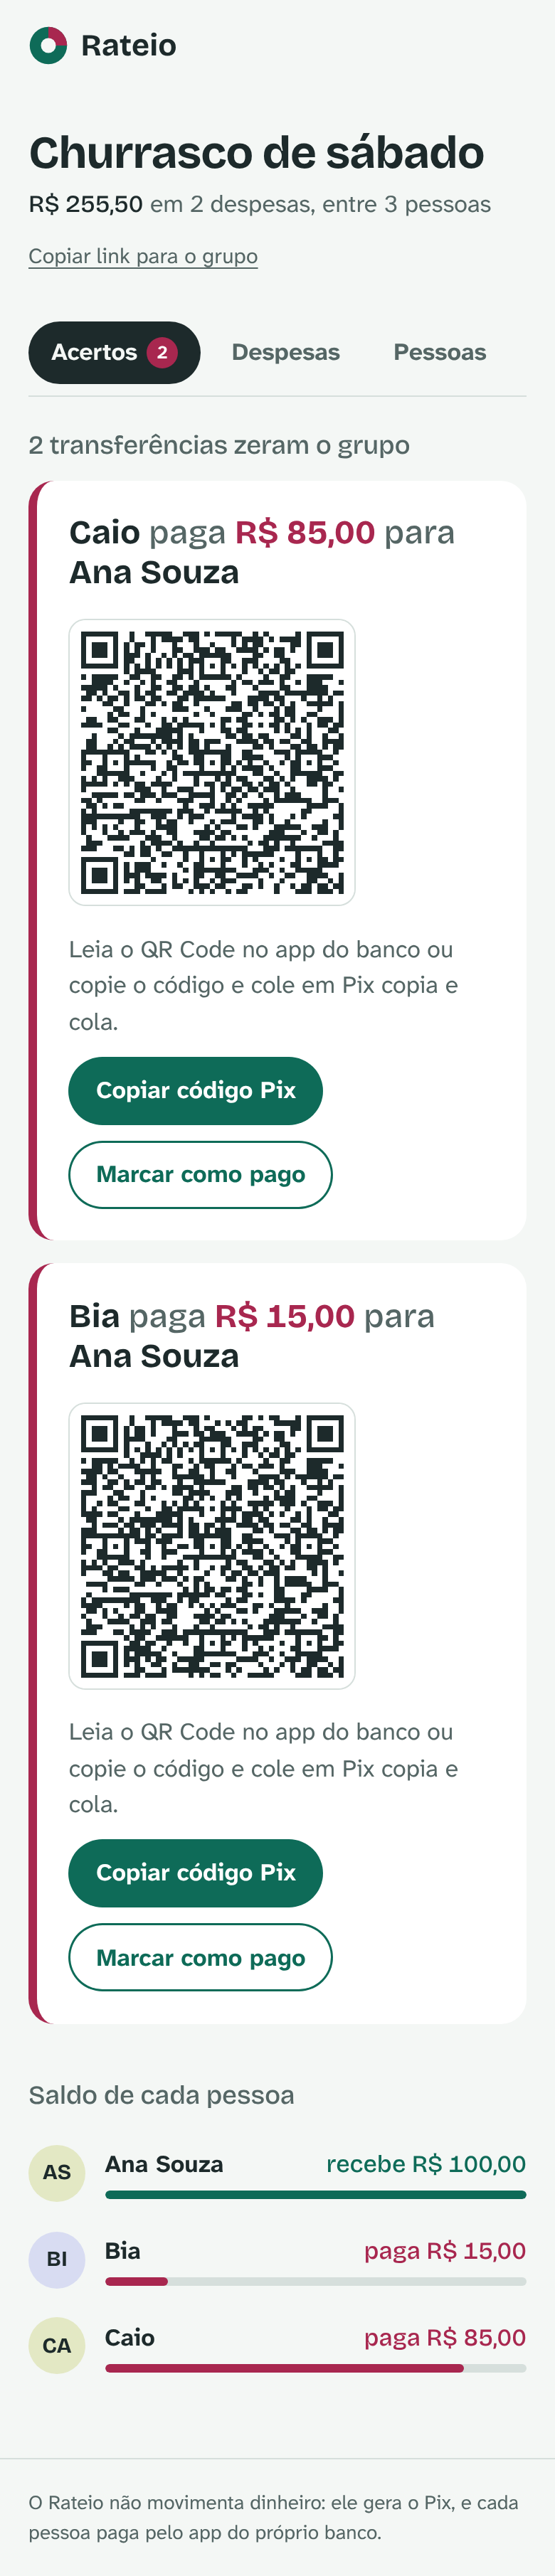 Rateio
Churrasco de sábado
R$ 255,50 em 2 despesas, entre 3 pessoas
Copiar link para o grupo
Acertos 2 Despesas Pessoas
2 transferências zeram o grupo
Caio paga R$ 85,00 para
Ana Souza
Leia o QR Code no app do banco ou
copie o código e cole em Pix copia e
cola.
Copiar código Pix
Marcar como pago
Bia paga R$ 15,00 para
Ana Souza
Leia o QR Code no app do banco ou
copie o código e cole em Pix copia e
cola.
Copiar código Pix
Marcar como pago
Saldo de cada pessoa
AS Ana Souza recebe R$ 100,00
BI Bia paga R$ 15,00
CA Caio paga R$ 85,00
O Rateio não movimenta dinheiro: ele gera o Pix, e cada
pessoa paga pelo app do próprio banco.